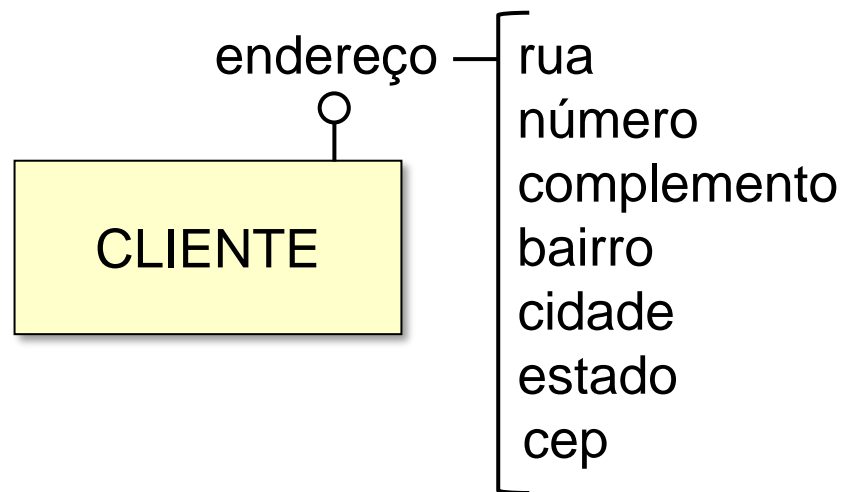 endereço
rua
número
complemento
bairro
cidade
estado
cep
CLIENTE